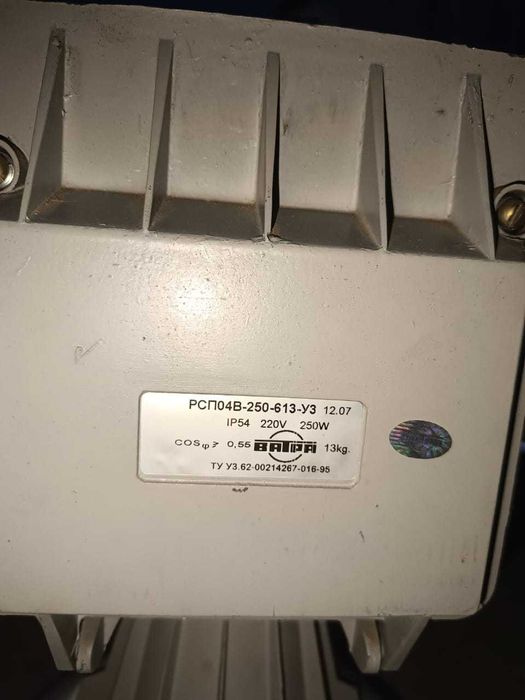 РСП04В-250-613-У3 12.07
IP54 220V 250W
COS φ ≥ 0,55 ВАТРА 13kg.
ТУ У3.62-00214267-016-95